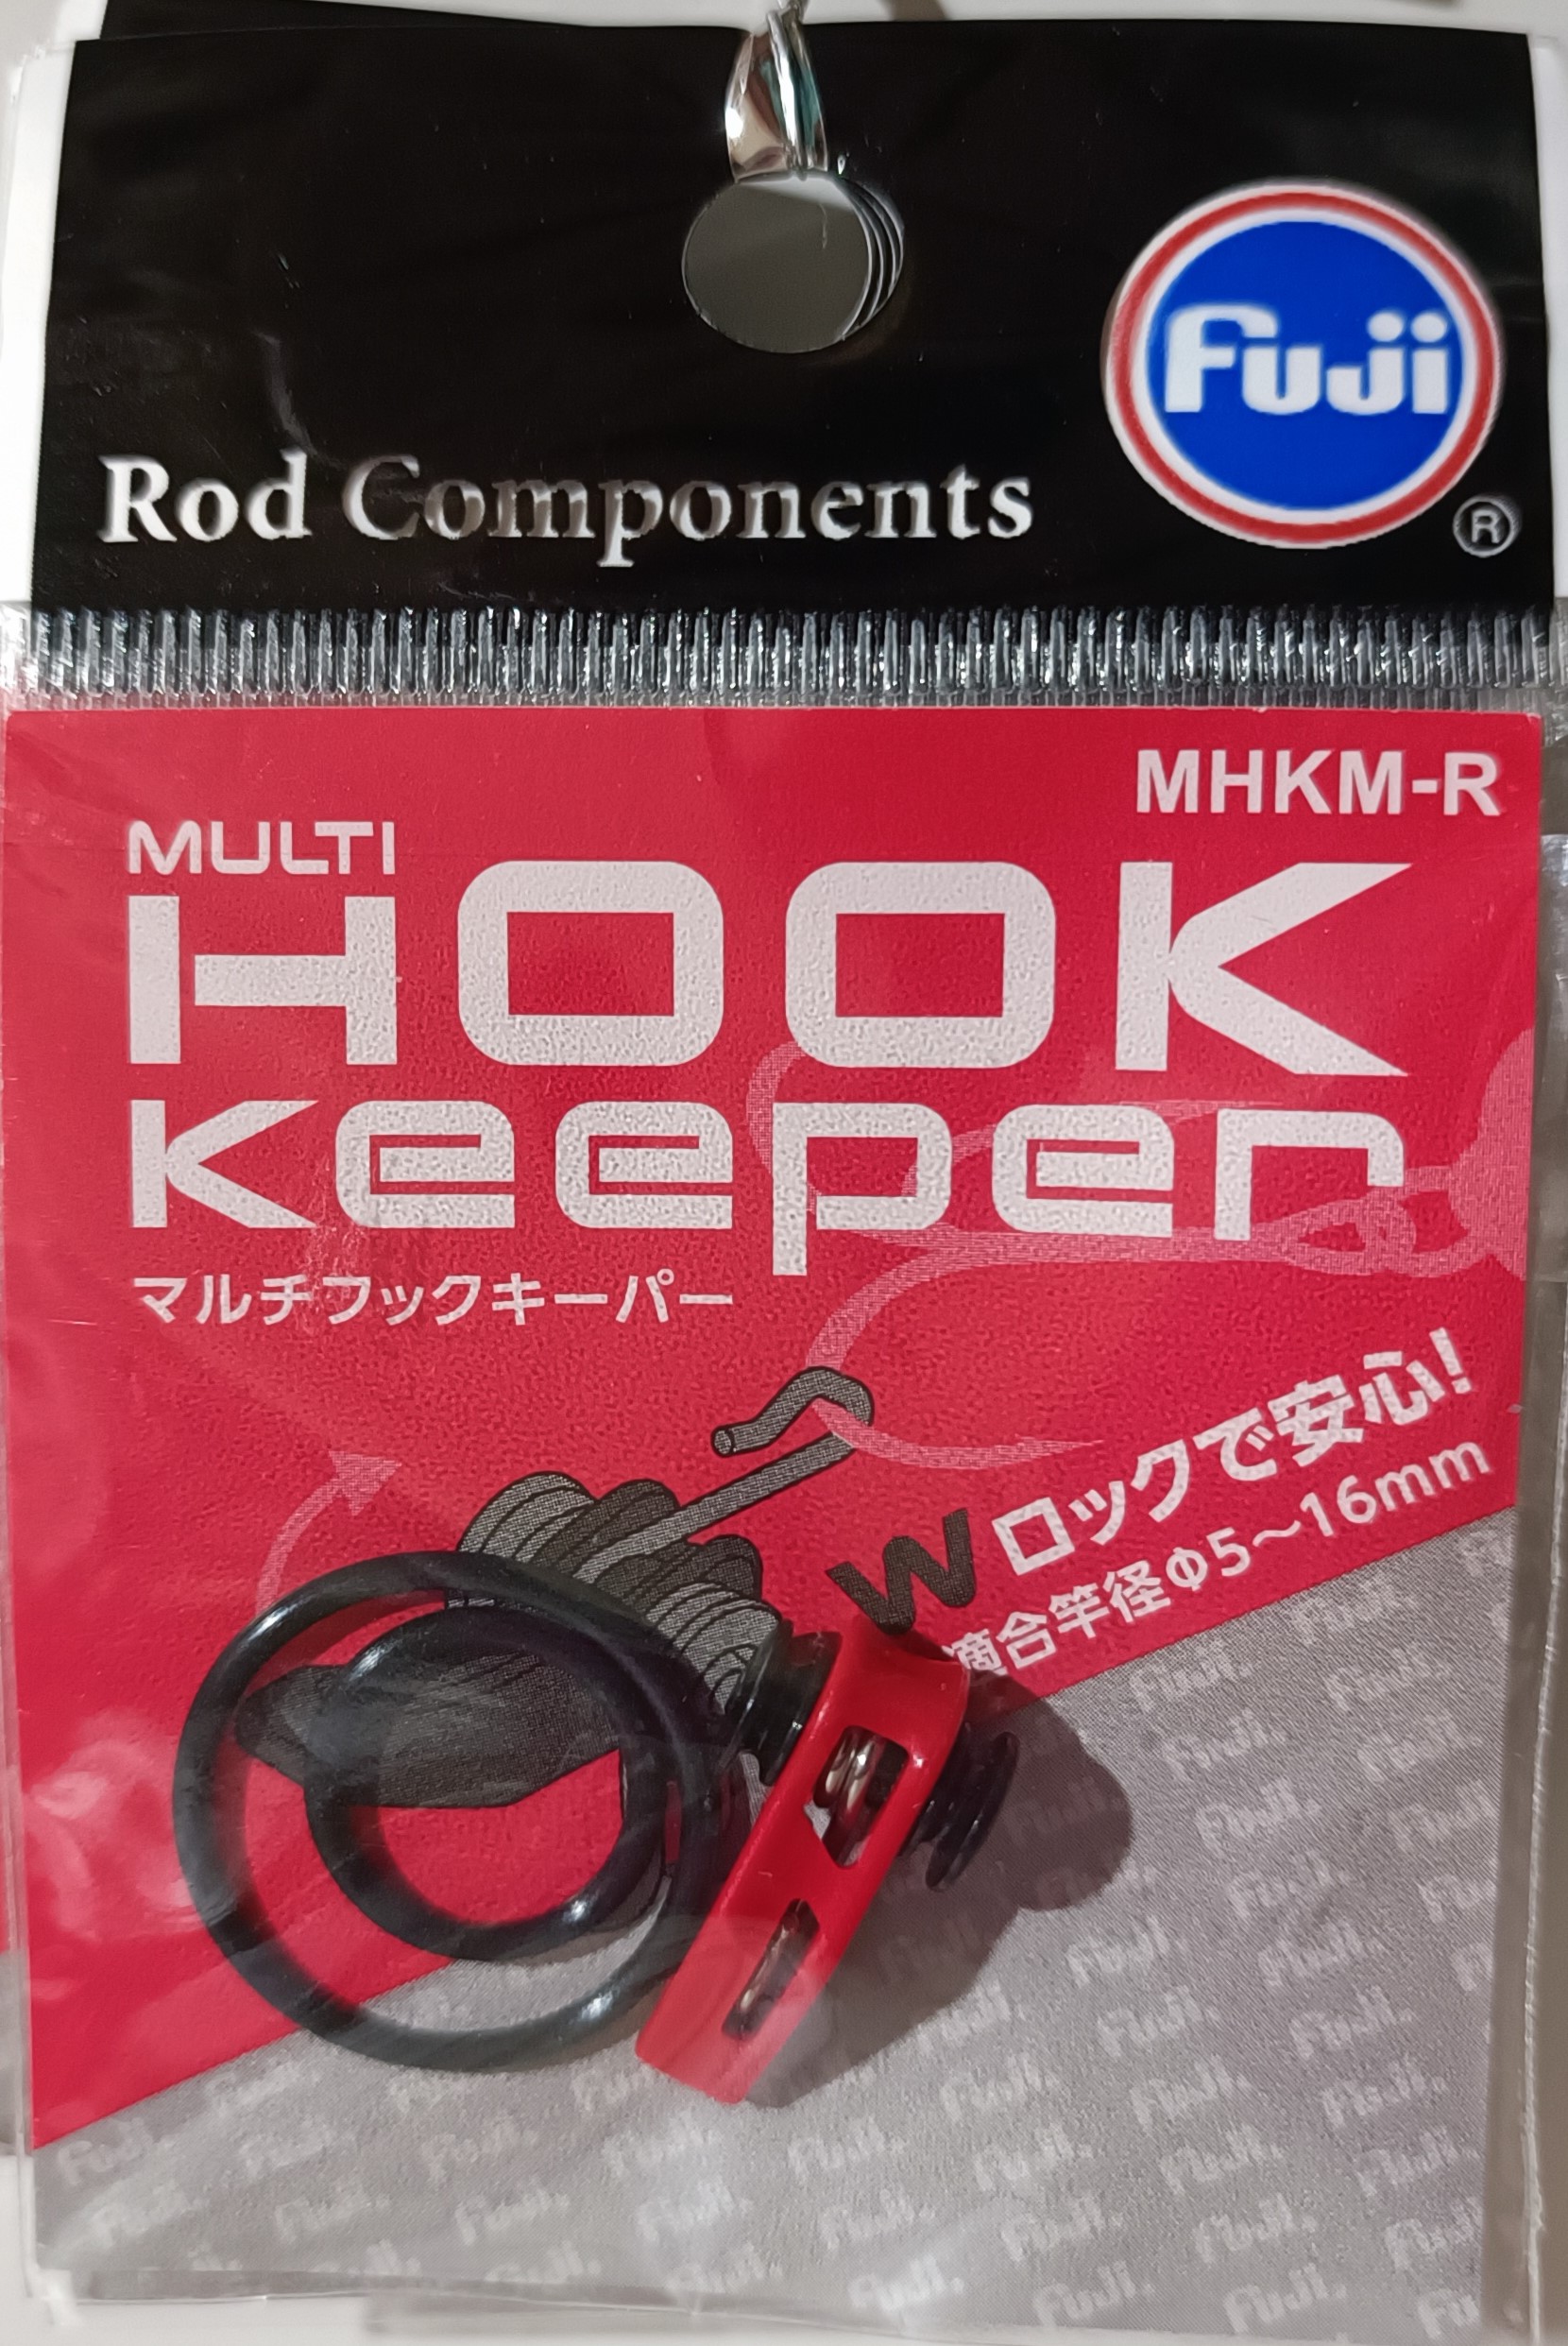 Fuji
®
Rod Components
MHKM-R
MULTI
HOOK
Keeper
マルチフックキーパー
Wロックで安心!
適合竿径Φ5〜16mm